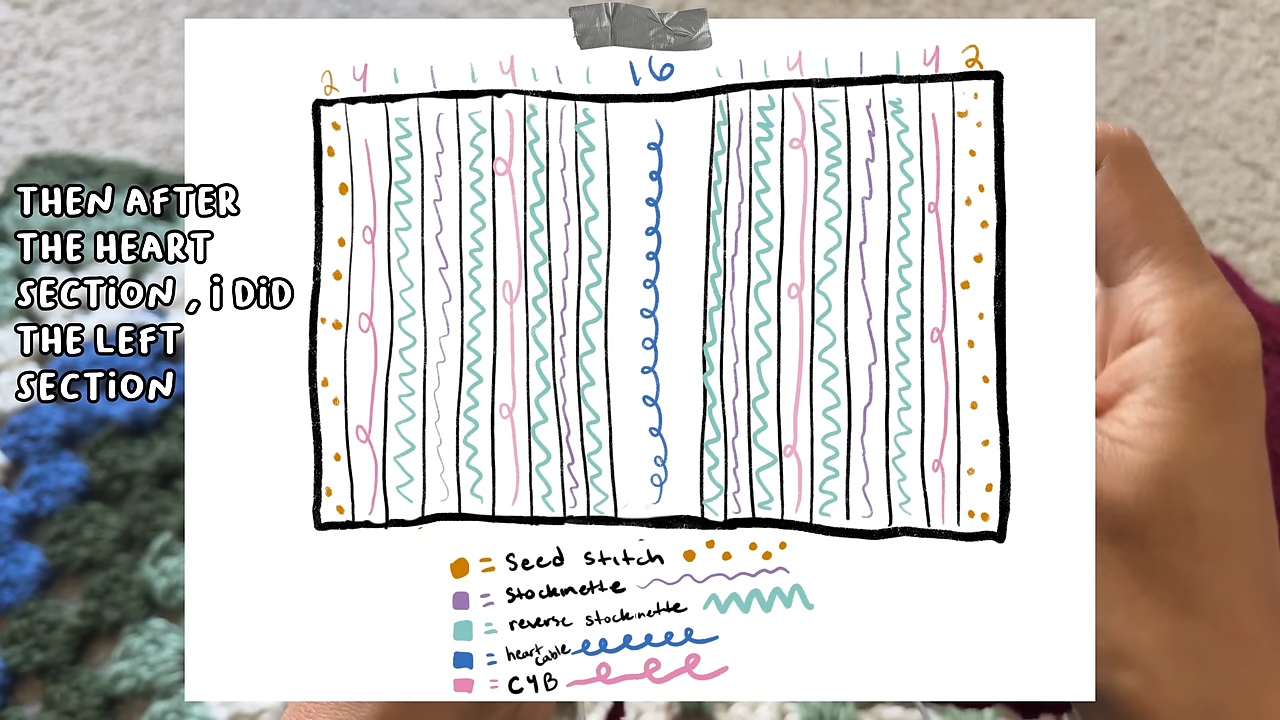 2 4 1 1 1 4 1 1 1 16 1 1 1 4 1 1 1 4 2
THEN AFTER
THE HEART
SECTION, i DiD
THE LEFT
SECTION
= Seed stitch
= stockinette
= reverse stockinette
= heart cable
= C4B